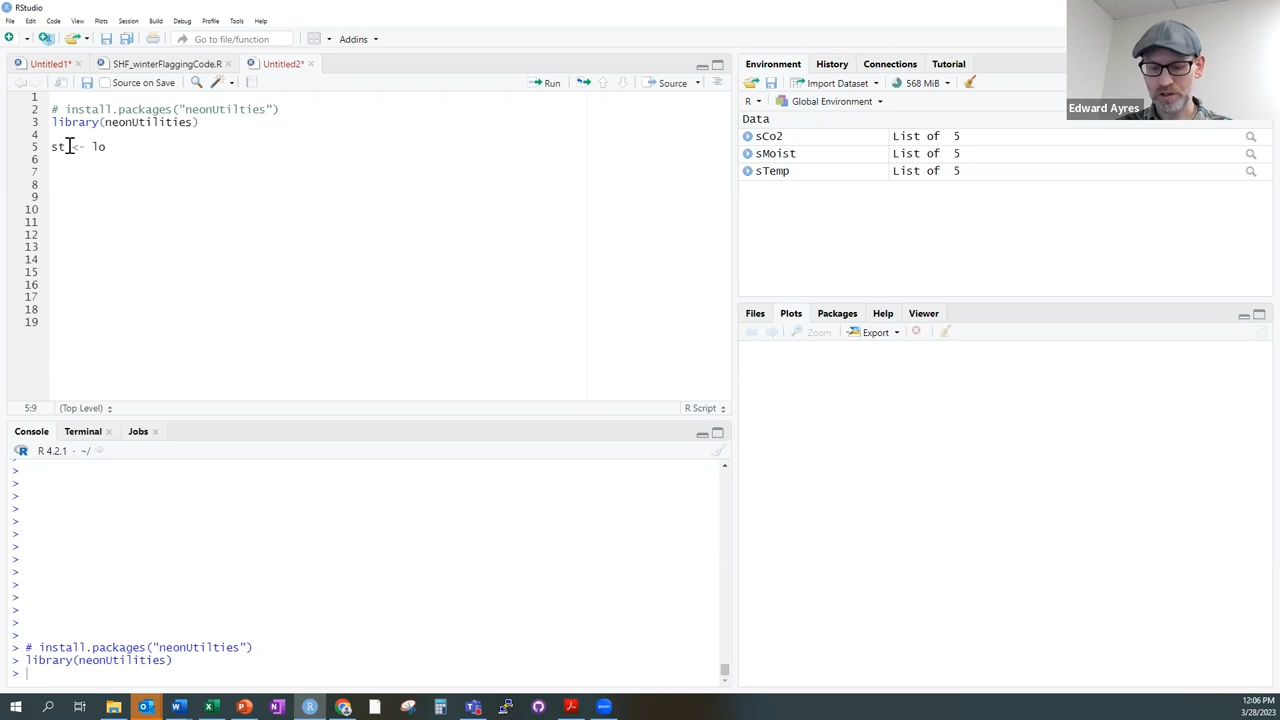 RStudio
File Edit Code View Plots Session Build Debug Profile Tools Help
Go to file/function
Addins
Untitled1*
SHF_winterFlaggingCode.R
Untitled2*
Source on Save
Run
Source
1
2 # install.packages("neonUtilties")
3 library(neonUtilities)
4
5 st <- lo
6
7
8
9
10
11
12
13
14
15
16
17
18
19
5:9 (Top Level) R Script
Console Terminal Jobs
R 4.2.1 · ~/
>
>
>
>
>
>
>
>
>
>
>
>
>
>
> # install.packages("neonUtilties")
> library(neonUtilities)
>
Environment History Connections Tutorial
Import Dataset 568 MiB
R Global Environment
Data
sCo2 List of 5
sMoist List of 5
sTemp List of 5
Files Plots Packages Help Viewer
Zoom Export
Edward Ayres
12:06 PM
3/28/2023